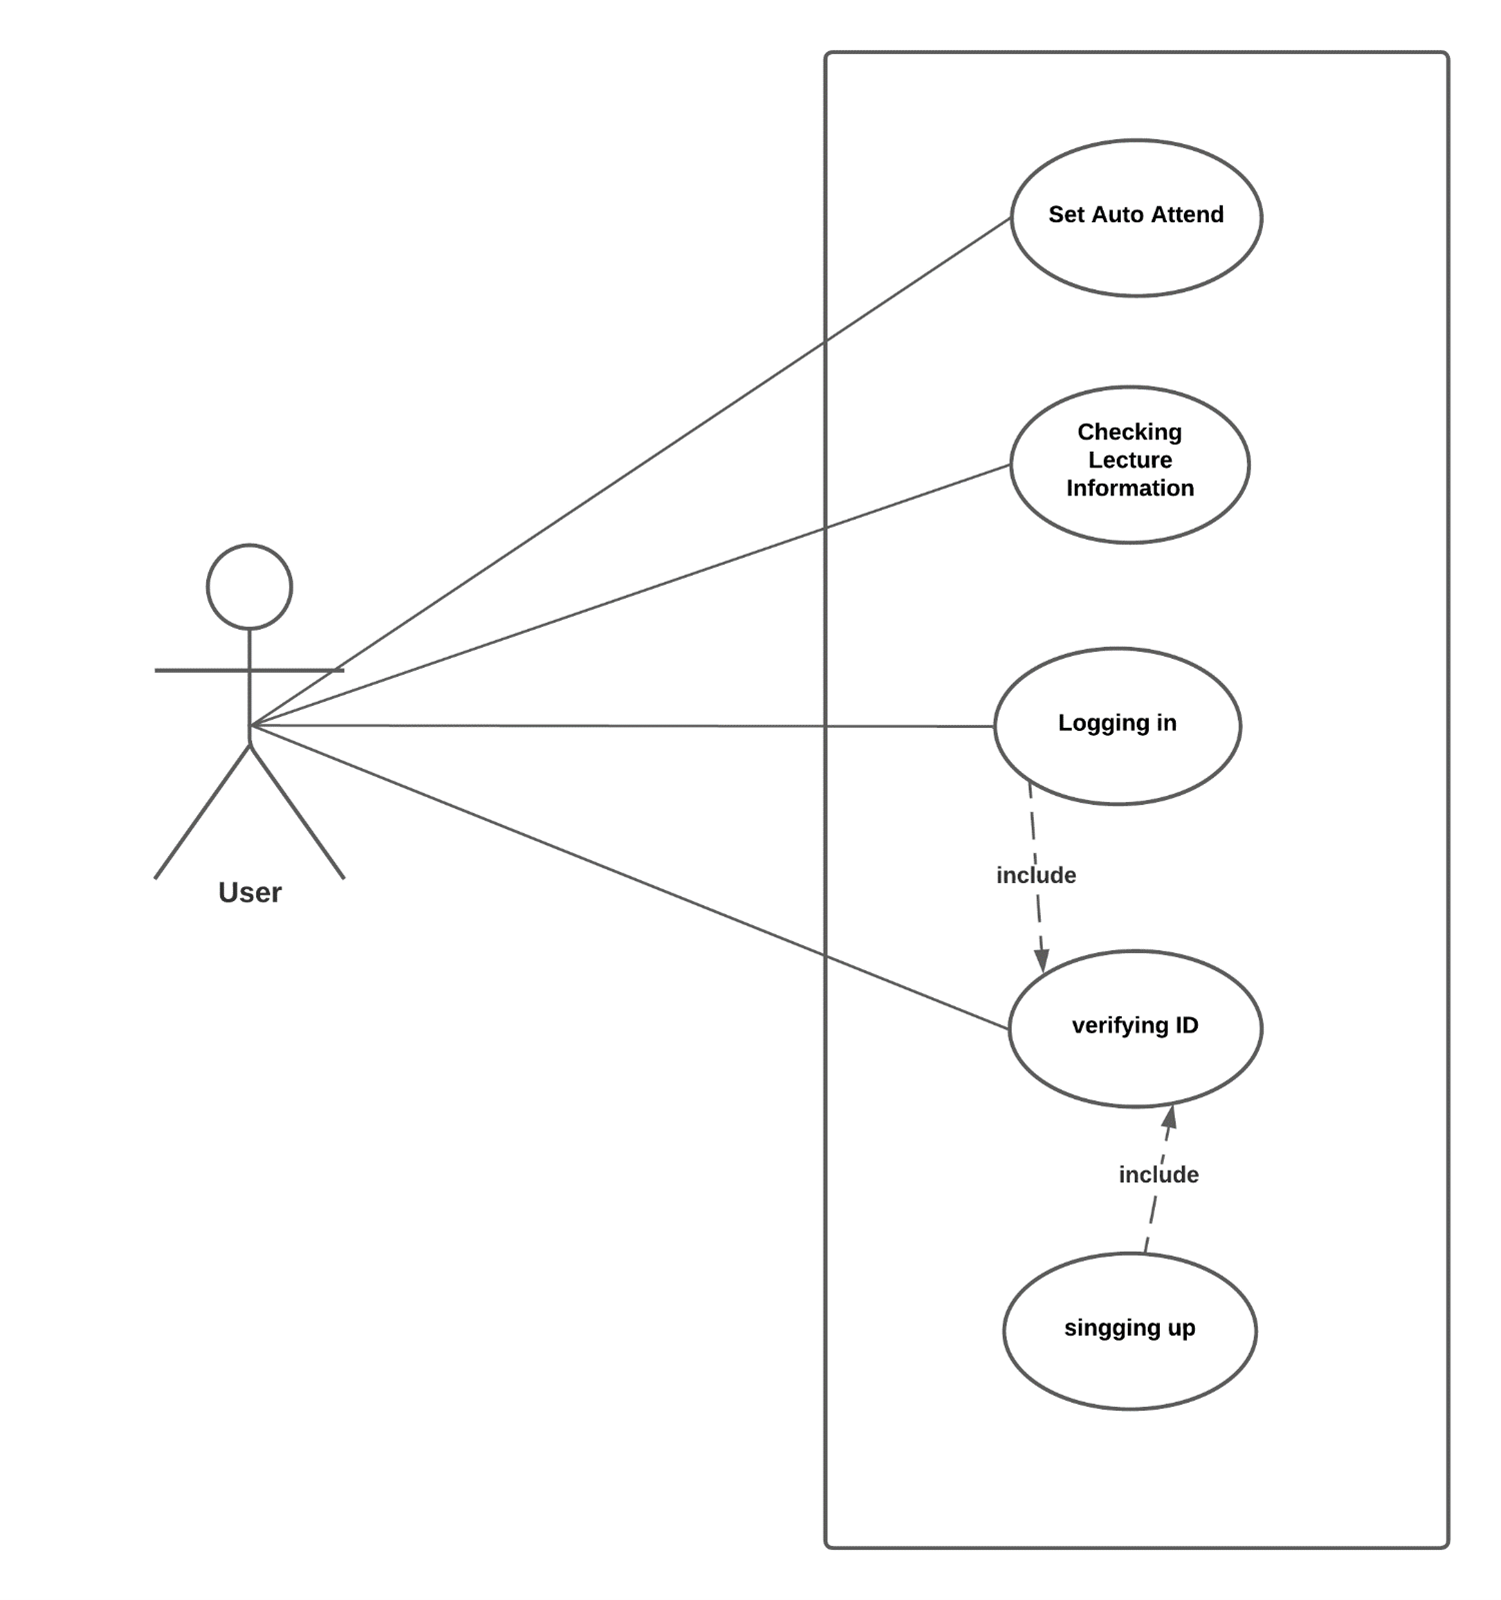 Set Auto Attend
Checking
Lecture
Information
Logging in
include
User
verifying ID
include
singging up